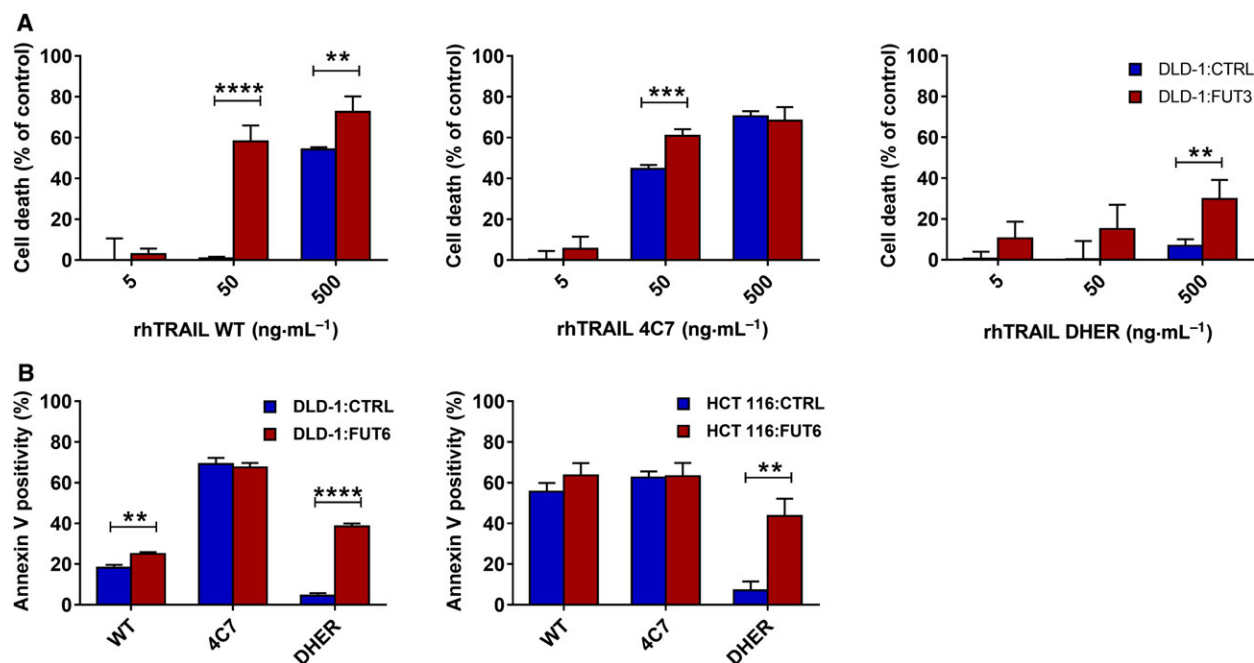 A
Cell death (% of control)
100
80
60
40
20
0
****
**
5
50
500
rhTRAIL WT (ng·mL⁻¹)
Cell death (% of control)
100
80
60
40
20
0
***
5
50
500
rhTRAIL 4C7 (ng·mL⁻¹)
Cell death (% of control)
100
80
60
40
20
0
DLD-1:CTRL
DLD-1:FUT3
**
5
50
500
rhTRAIL DHER (ng·mL⁻¹)
B
Annexin V positivity (%)
100
80
60
40
20
0
DLD-1:CTRL
DLD-1:FUT6
**
****
WT
4C7
DHER
Annexin V positivity (%)
100
80
60
40
20
0
HCT 116:CTRL
HCT 116:FUT6
**
WT
4C7
DHER